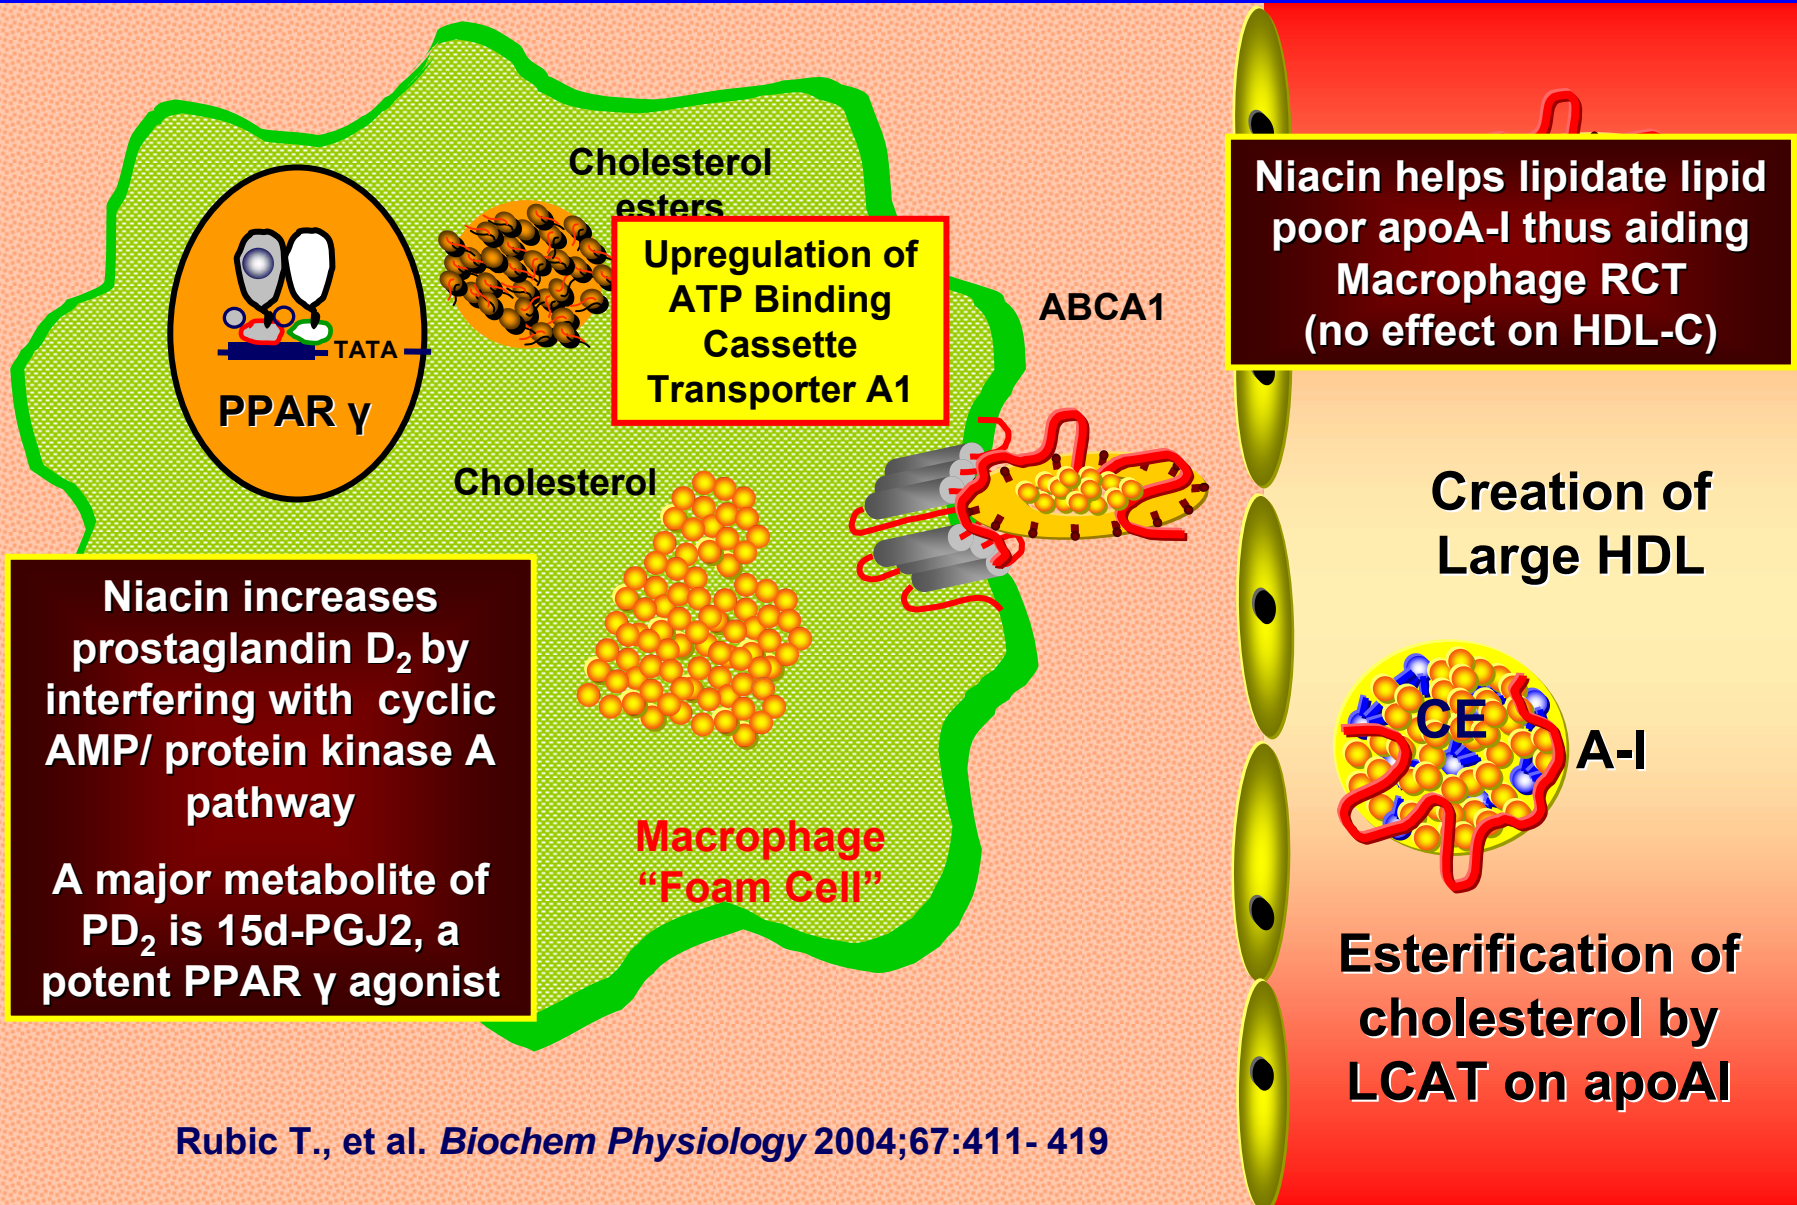 Cholesterol
esters
Upregulation of
ATP Binding
Cassette
Transporter A1
ABCA1
TATA
PPAR γ
Cholesterol
Niacin increases
prostaglandin D₂ by
interfering with cyclic
AMP/ protein kinase A
pathway
A major metabolite of
PD₂ is 15d-PGJ2, a
potent PPAR γ agonist
Macrophage
“Foam Cell”
Niacin helps lipidate lipid
poor apoA-I thus aiding
Macrophage RCT
(no effect on HDL-C)
Creation of
Large HDL
CE
A-I
Esterification of
cholesterol by
LCAT on apoAI
Rubic T., et al. Biochem Physiology 2004;67:411- 419